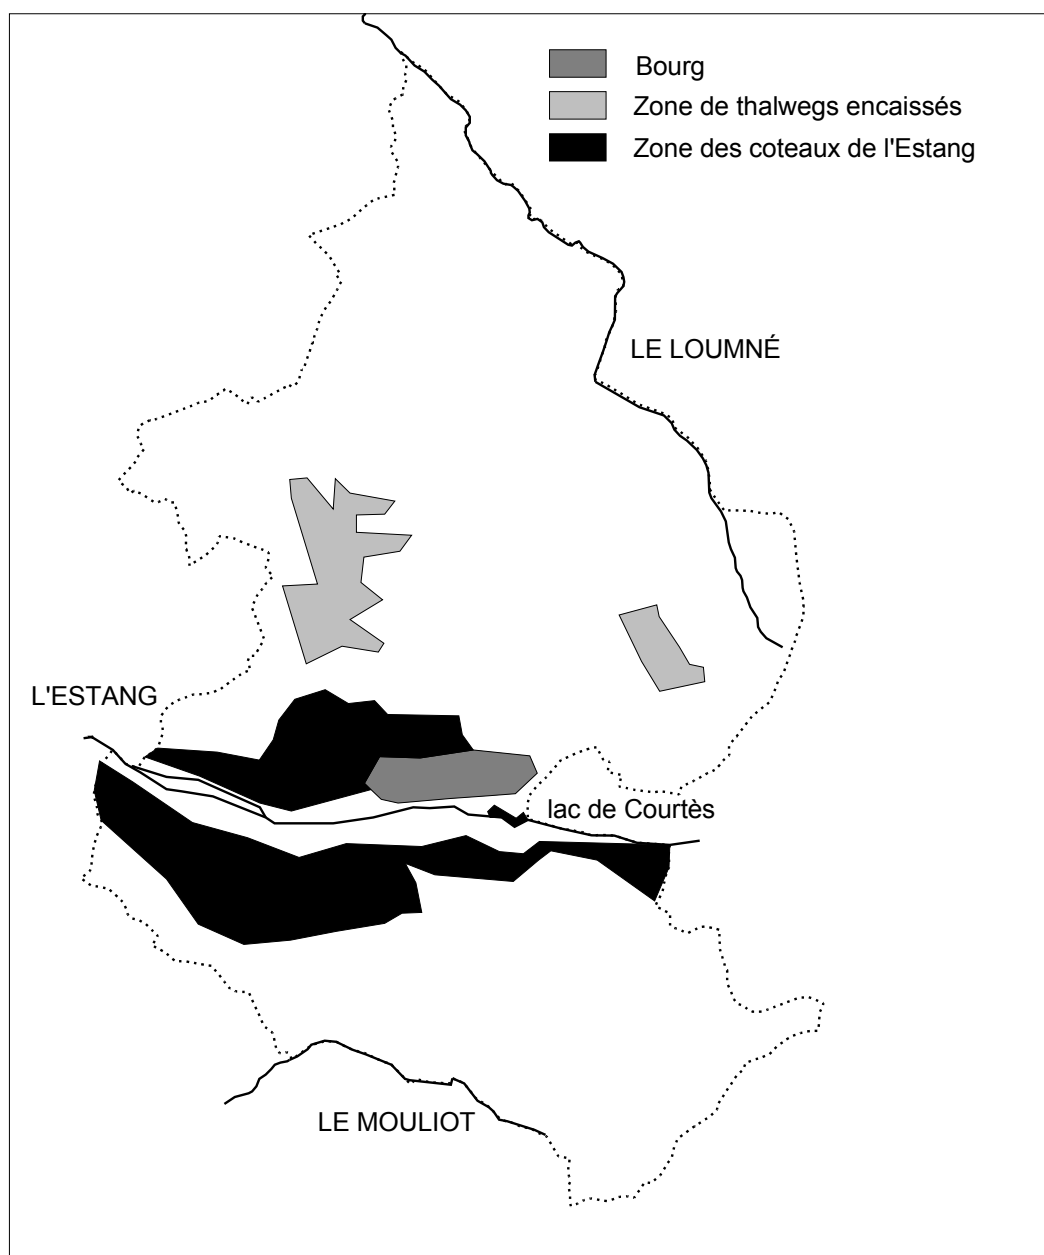 Bourg
Zone de thalwegs encaissés
Zone des coteaux de l'Estang
LE LOUMNÉ
L'ESTANG
lac de Courtès
LE MOULIOT